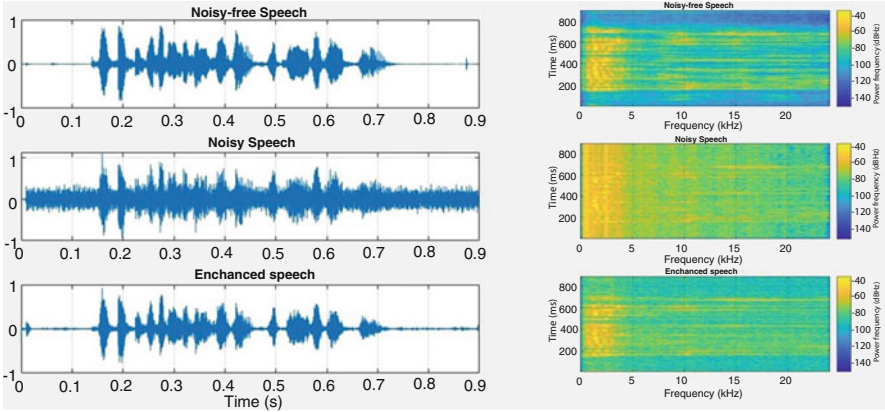 Noisy-free Speech
1
0
-1
0 0.1 0.2 0.3 0.4 0.5 0.6 0.7 0.8 0.9
Noisy Speech
1
0
-1
0 0.1 0.2 0.3 0.4 0.5 0.6 0.7 0.8 0.9
Enchanced speech
1
0
-1
0 0.1 0.2 0.3 0.4 0.5 0.6 0.7 0.8 0.9
Time (s)
Noisy-free Speech
Time (ms)
800
600
400
200
0 5 10 15 20
Frequency (kHz)
-40
-60
-80
-100
-120
-140
Power frequency (dBHz)
Noisy Speech
Time (ms)
800
600
400
200
0 5 10 15 20
Frequency (kHz)
-40
-60
-80
-100
-120
-140
Power frequency (dBHz)
Enchanced speech
Time (ms)
800
600
400
200
0 5 10 15 20
Frequency (kHz)
-40
-60
-80
-100
-120
-140
Power frequency (dBHz)